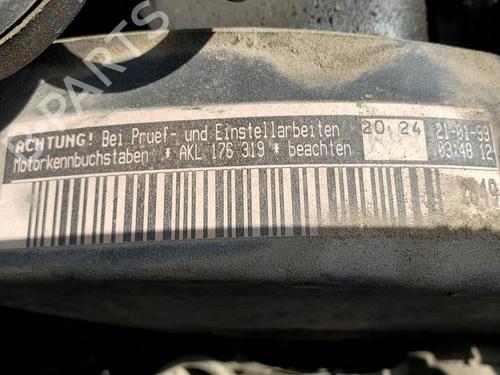 ACHTUNG! Bei Pruef- und Einstellarbeiten 20 24 21-01-99
Motorkennbuchstaben * AKL 176 319 * beachten 03:48 12